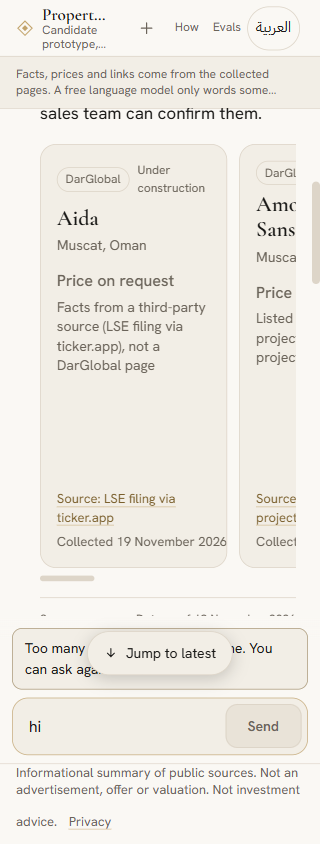 Propert...
Candidate
prototype,...
How
Evals
العربية
Facts, prices and links come from the collected
pages. A free language model only words some...
sales team can confirm them.
DarGlobal
Under
construction
Aida
Muscat, Oman
Price on request
Facts from a third-party
source (LSE filing via
ticker.app), not a
DarGlobal page
Source: LSE filing via
ticker.app
Collected 19 November 2026
DarGl
Amo
Sans
Musca
Price
Listed
project
project
Source
project
Collect
Too many
ne. You
can ask aga
Jump to latest
hi
Send
Informational summary of public sources. Not an
advertisement, offer or valuation. Not investment
advice. Privacy